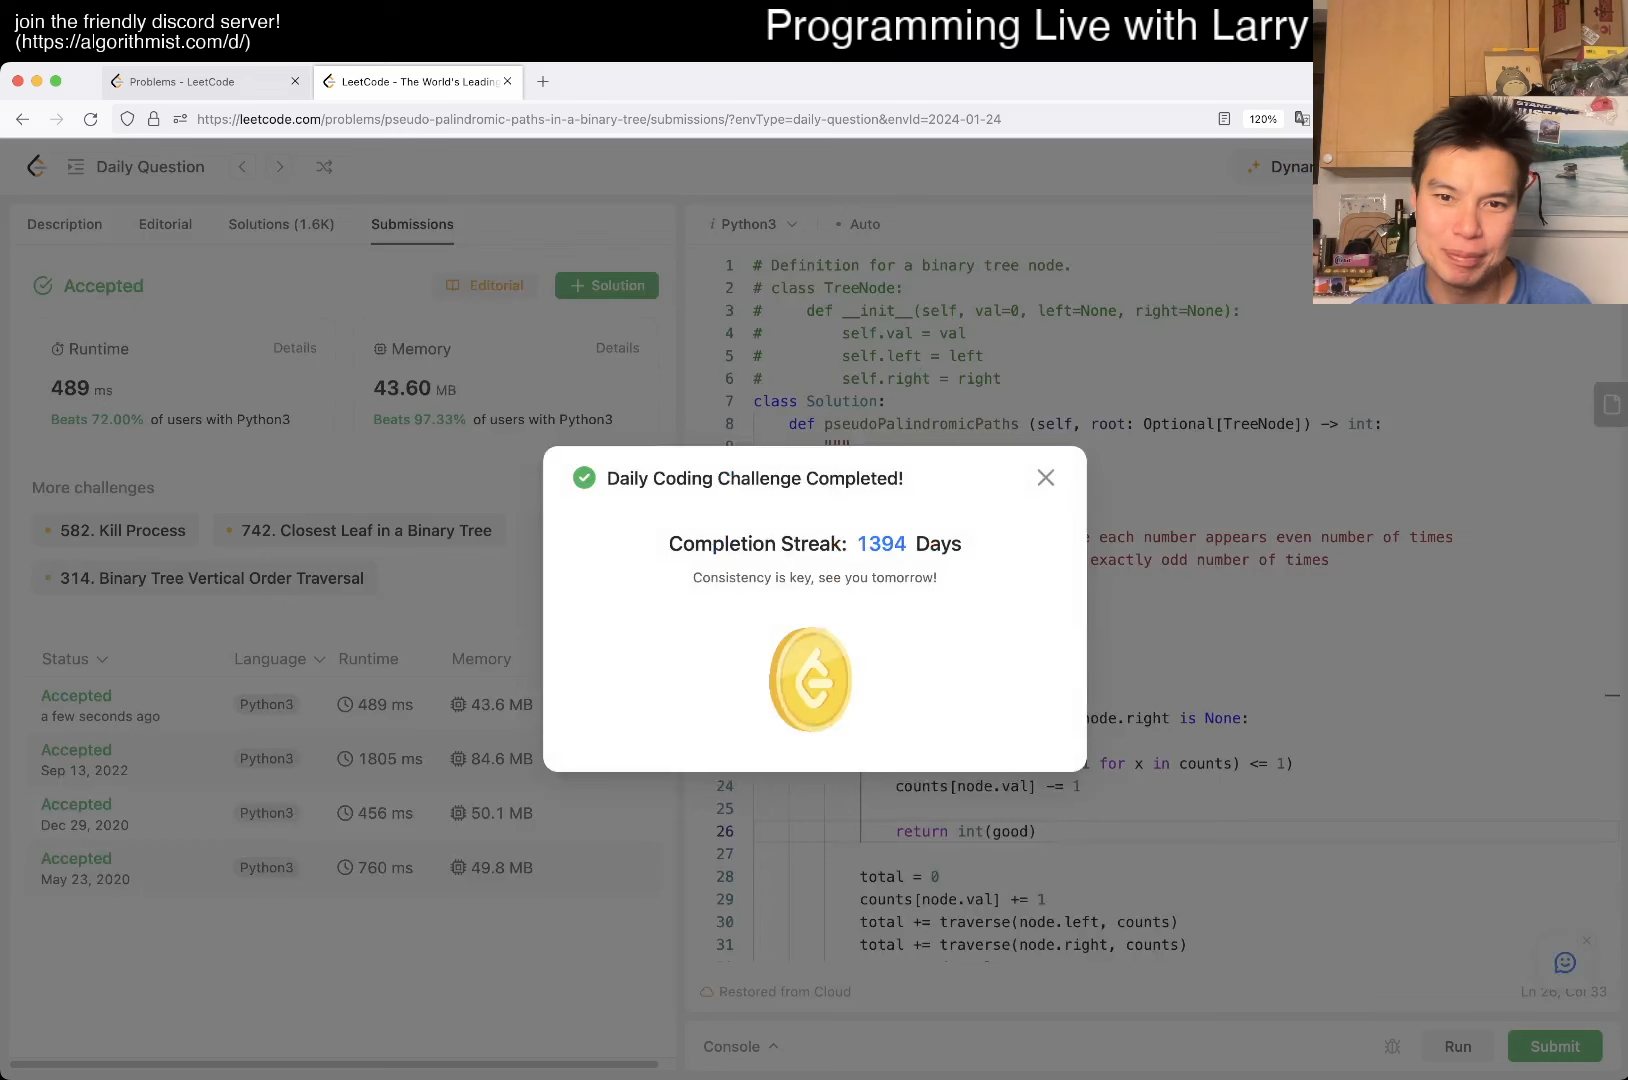 join the friendly discord server!
(https://algorithmist.com/d/)
Programming Live with Larry
Problems - LeetCode
LeetCode - The World's Leading
https://leetcode.com/problems/pseudo-palindromic-paths-in-a-binary-tree/submissions/?envType=daily-question&envId=2024-01-24
120%
Daily Question
Dynam
Description
Editorial
Solutions (1.6K)
Submissions
Accepted
Editorial
Solution
Runtime
Details
489 ms
Beats 72.00% of users with Python3
Memory
Details
43.60 MB
Beats 97.33% of users with Python3
More challenges
582. Kill Process
742. Closest Leaf in a Binary Tree
314. Binary Tree Vertical Order Traversal
Status
Language
Runtime
Memory
Accepted
a few seconds ago
Python3
489 ms
43.6 MB
Accepted
Sep 13, 2022
Python3
1805 ms
84.6 MB
Accepted
Dec 29, 2020
Python3
456 ms
50.1 MB
Accepted
May 23, 2020
Python3
760 ms
49.8 MB
Daily Coding Challenge Completed!
Completion Streak: 1394 Days
Consistency is key, see you tomorrow!
Python3
Auto
1 # Definition for a binary tree node.
2 # class TreeNode:
3 # def __init__(self, val=0, left=None, right=None):
4 # self.val = val
5 # self.left = left
6 # self.right = right
7 class Solution:
8 def pseudoPalindromicPaths (self, root: Optional[TreeNode]) -> int:
"""
each number appears even number of times
exactly odd number of times
node.right is None:
for x in counts) <= 1)
24 counts[node.val] -= 1
25
26 return int(good)
27
28 total = 0
29 counts[node.val] += 1
30 total += traverse(node.left, counts)
31 total += traverse(node.right, counts)
Restored from Cloud
Ln 26, Col 33
Console
Run
Submit